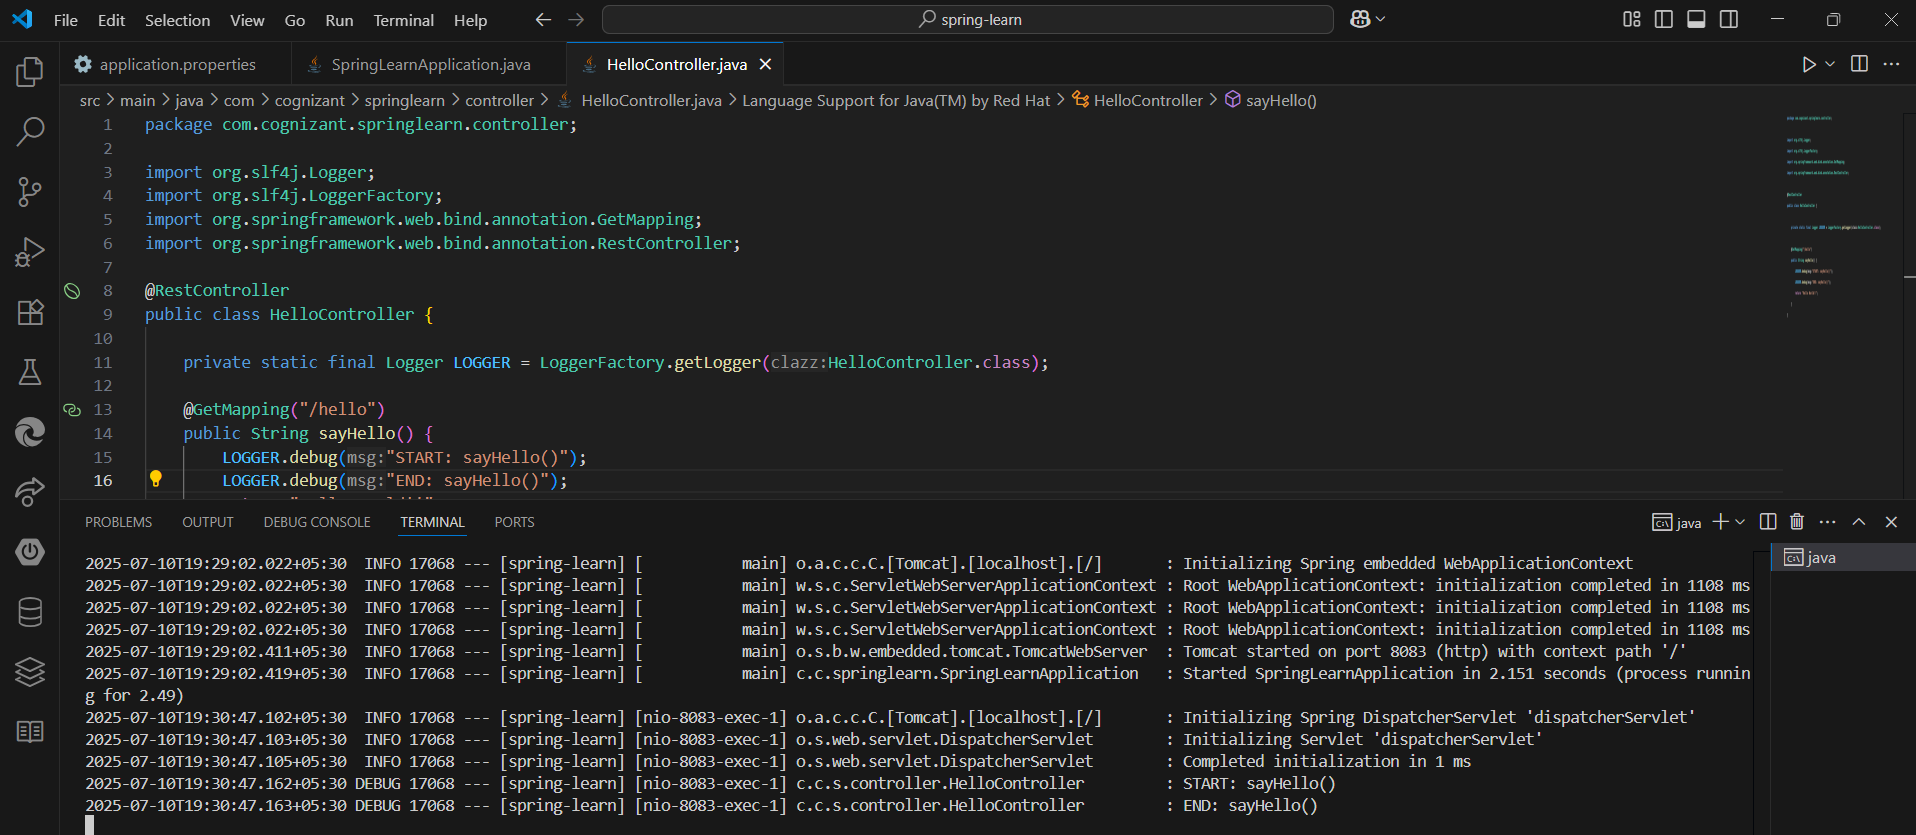 File Edit Selection View Go Run Terminal Help
spring-learn
application.properties SpringLearnApplication.java HelloController.java
src > main > java > com > cognizant > springlearn > controller > HelloController.java > Language Support for Java(TM) by Red Hat > HelloController > sayHello()
1 package com.cognizant.springlearn.controller;
2
3 import org.slf4j.Logger;
4 import org.slf4j.LoggerFactory;
5 import org.springframework.web.bind.annotation.GetMapping;
6 import org.springframework.web.bind.annotation.RestController;
7
8 @RestController
9 public class HelloController {
10
11 private static final Logger LOGGER = LoggerFactory.getLogger(clazz:HelloController.class);
12
13 @GetMapping("/hello")
14 public String sayHello() {
15 LOGGER.debug(msg:"START: sayHello()");
16 LOGGER.debug(msg:"END: sayHello()");
PROBLEMS OUTPUT DEBUG CONSOLE TERMINAL PORTS
java
java
2025-07-10T19:29:02.022+05:30  INFO 17068 --- [spring-learn] [           main] o.a.c.c.C.[Tomcat].[localhost].[/]       : Initializing Spring embedded WebApplicationContext
2025-07-10T19:29:02.022+05:30  INFO 17068 --- [spring-learn] [           main] w.s.c.ServletWebServerApplicationContext : Root WebApplicationContext: initialization completed in 1108 ms
2025-07-10T19:29:02.022+05:30  INFO 17068 --- [spring-learn] [           main] w.s.c.ServletWebServerApplicationContext : Root WebApplicationContext: initialization completed in 1108 ms
2025-07-10T19:29:02.022+05:30  INFO 17068 --- [spring-learn] [           main] w.s.c.ServletWebServerApplicationContext : Root WebApplicationContext: initialization completed in 1108 ms
2025-07-10T19:29:02.411+05:30  INFO 17068 --- [spring-learn] [           main] o.s.b.w.embedded.tomcat.TomcatWebServer  : Tomcat started on port 8083 (http) with context path '/'
2025-07-10T19:29:02.419+05:30  INFO 17068 --- [spring-learn] [           main] c.c.springlearn.SpringLearnApplication   : Started SpringLearnApplication in 2.151 seconds (process runnin
g for 2.49)
2025-07-10T19:30:47.102+05:30  INFO 17068 --- [spring-learn] [nio-8083-exec-1] o.a.c.c.C.[Tomcat].[localhost].[/]       : Initializing Spring DispatcherServlet 'dispatcherServlet'
2025-07-10T19:30:47.103+05:30  INFO 17068 --- [spring-learn] [nio-8083-exec-1] o.s.web.servlet.DispatcherServlet        : Initializing Servlet 'dispatcherServlet'
2025-07-10T19:30:47.105+05:30  INFO 17068 --- [spring-learn] [nio-8083-exec-1] o.s.web.servlet.DispatcherServlet        : Completed initialization in 1 ms
2025-07-10T19:30:47.162+05:30 DEBUG 17068 --- [spring-learn] [nio-8083-exec-1] c.c.s.controller.HelloController         : START: sayHello()
2025-07-10T19:30:47.163+05:30 DEBUG 17068 --- [spring-learn] [nio-8083-exec-1] c.c.s.controller.HelloController         : END: sayHello()